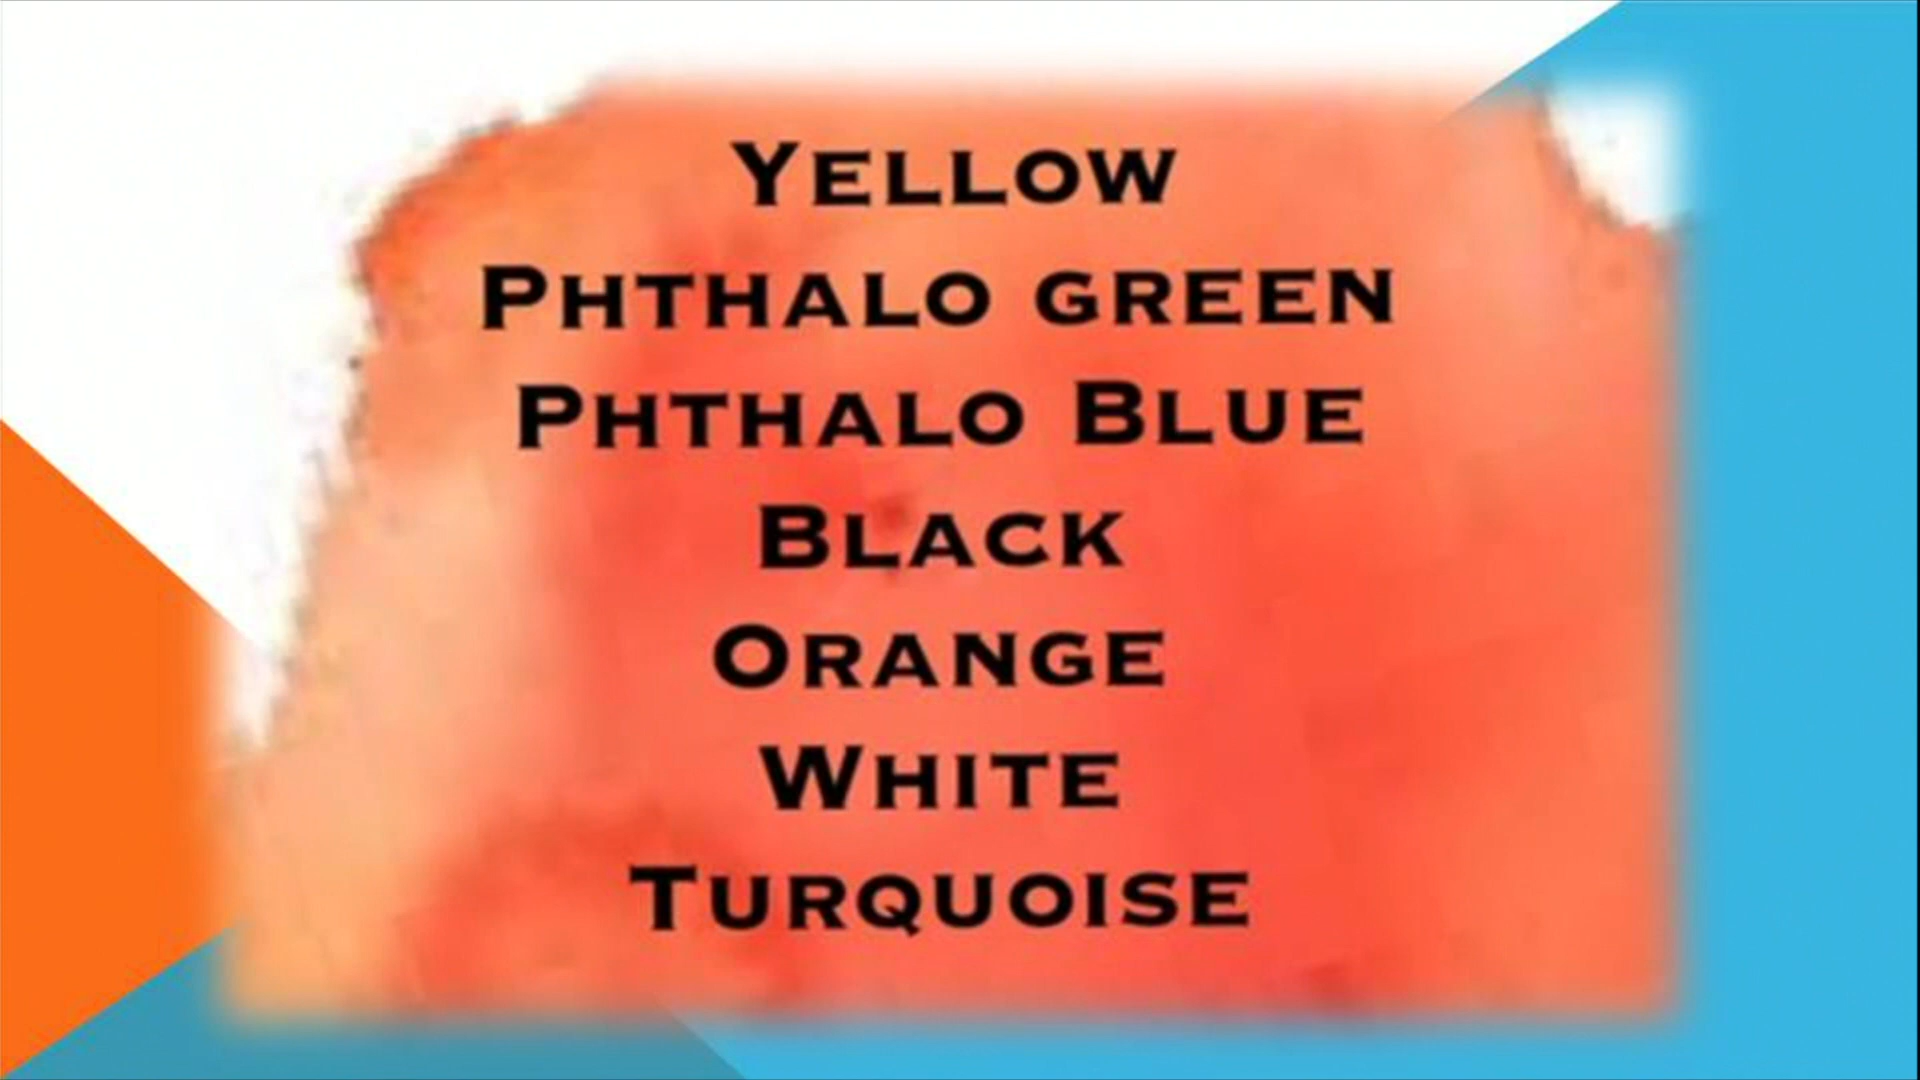 Yellow
Phthalo green
Phthalo Blue
Black
Orange
White
Turquoise